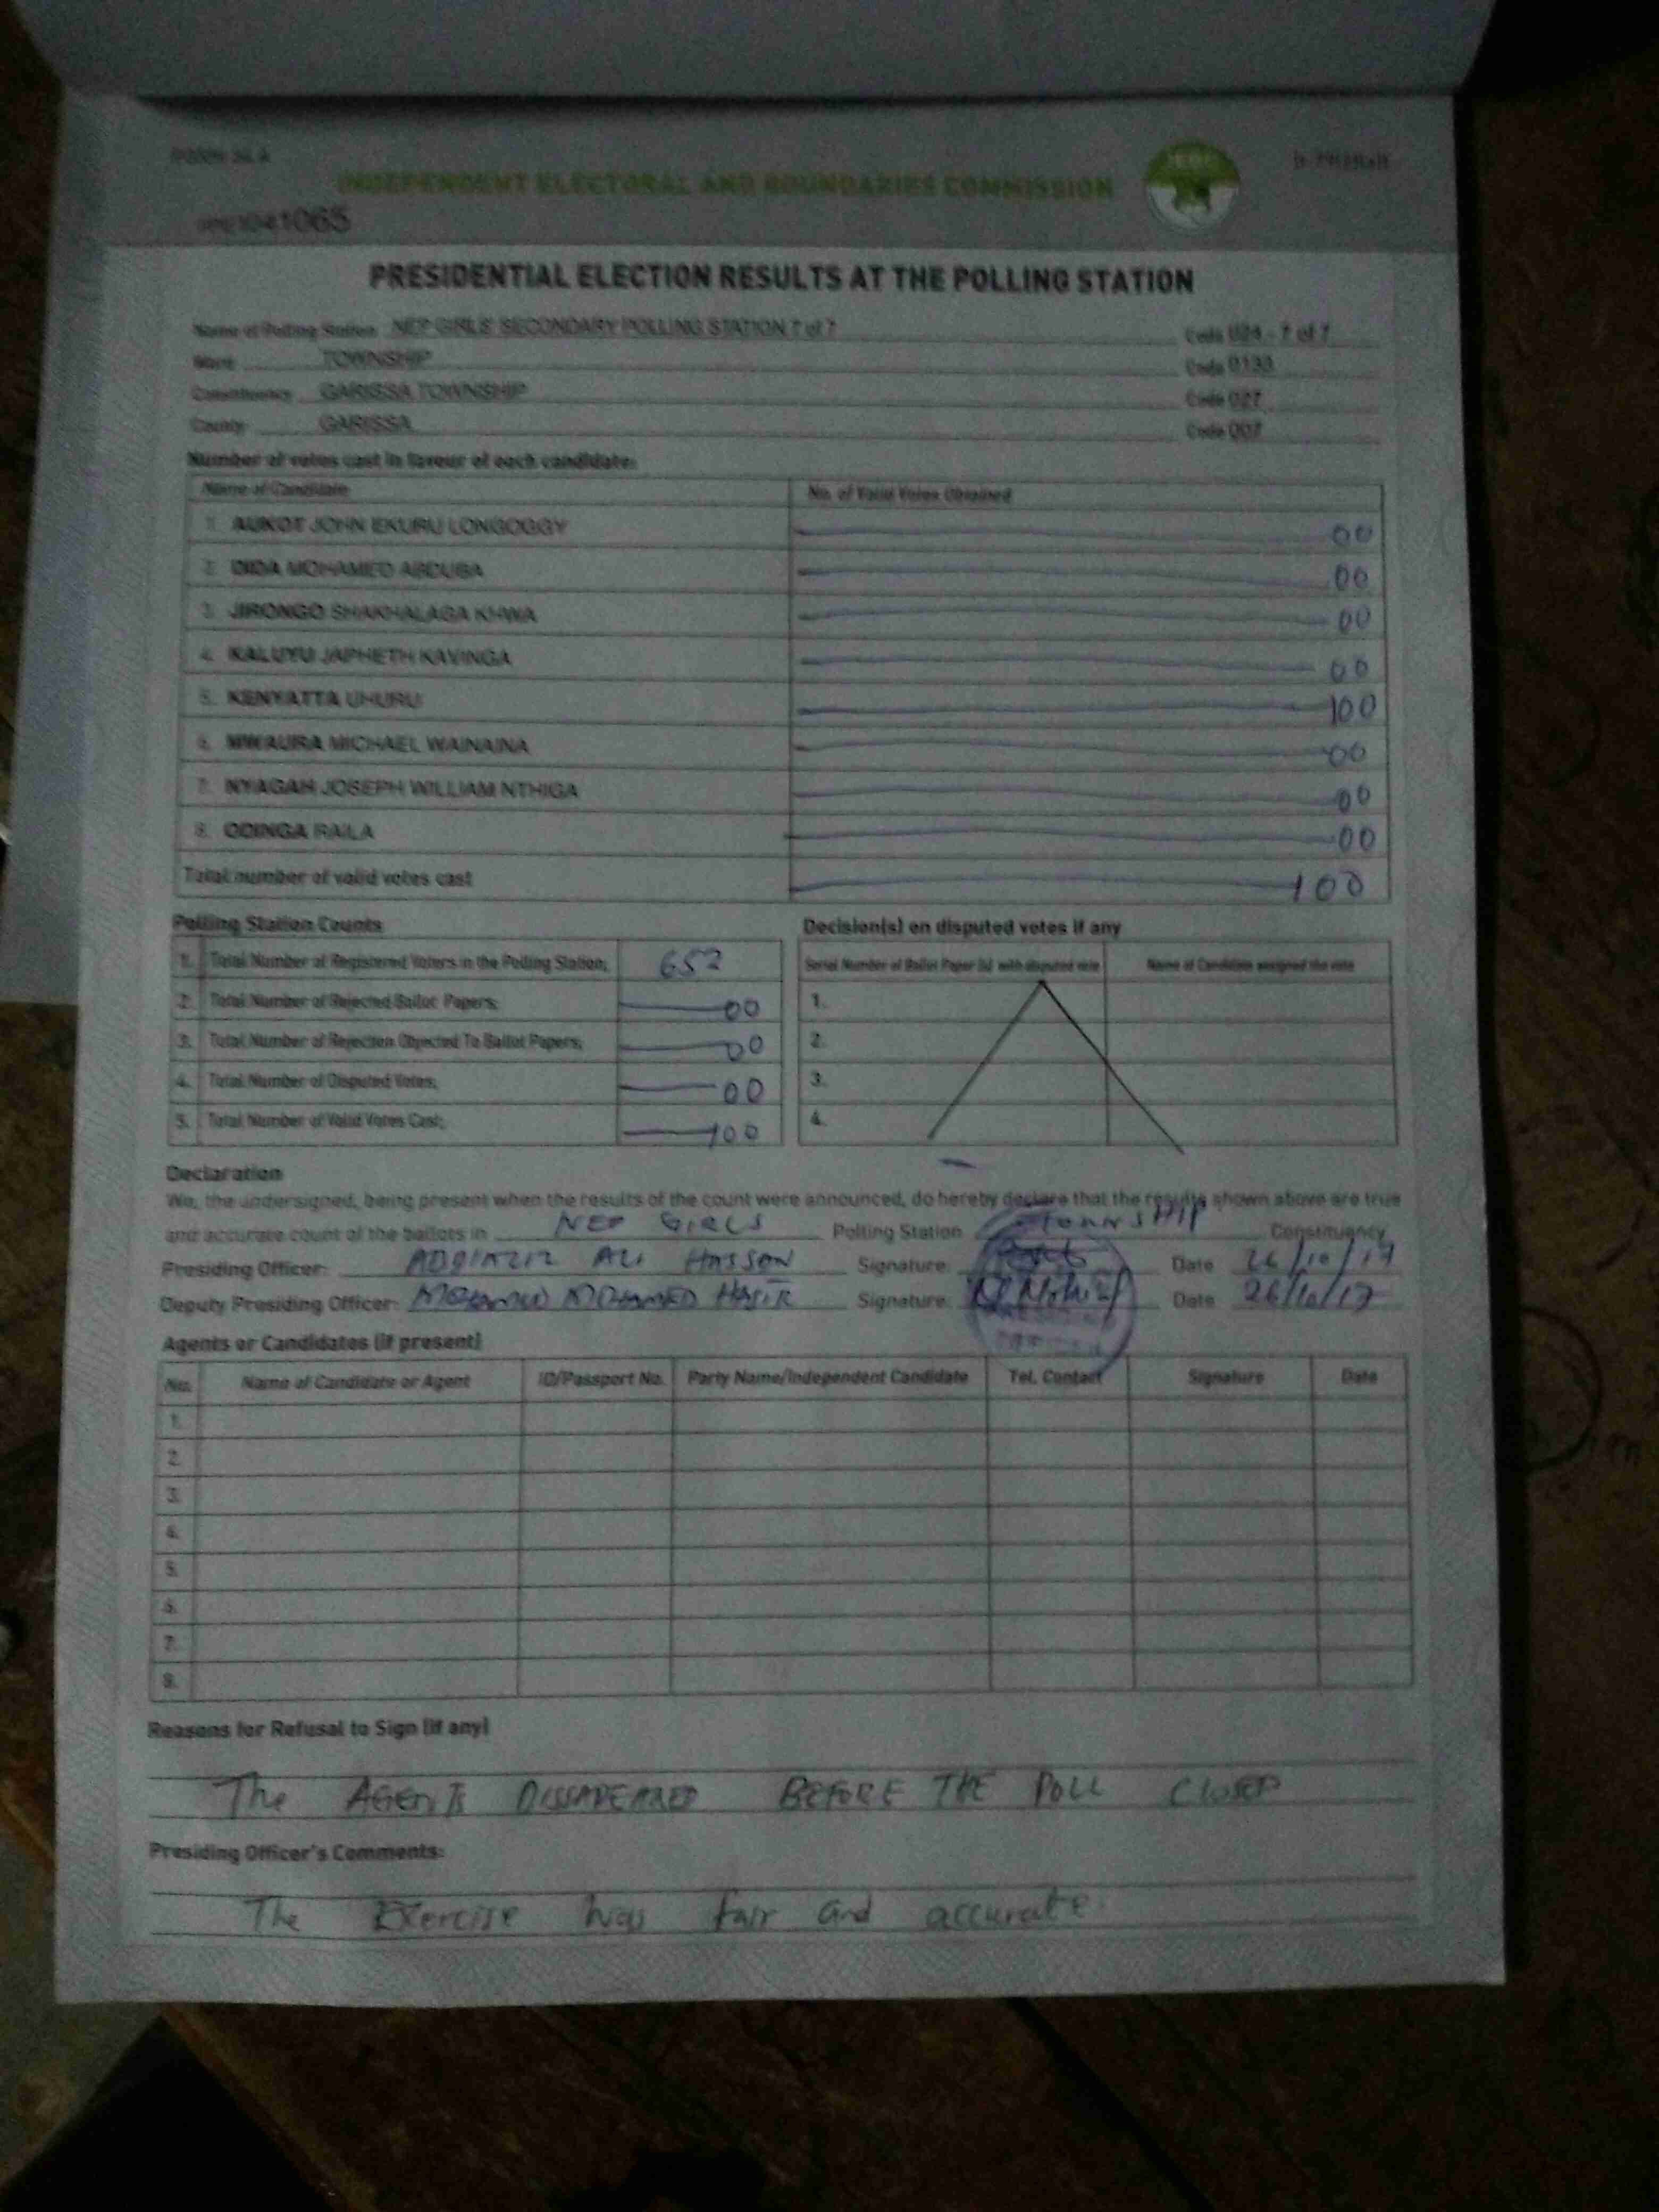 FORM 34 A
INDEPENDENT ELECTORAL AND BOUNDARIES COMMISSION
IEBC
1065
PRESIDENTIAL ELECTION RESULTS AT THE POLLING STATION
Name of Polling Station NEP GIRLS SECONDARY POLLING STATION 7 of 7 Code 024 - 7 of 7
Ward TOWNSHIP Code 0133
Constituency GARISSA TOWNSHIP Code 027
County GARISSA Code 007
Number of votes cast in favour of each candidate:
Name of Candidate No. of Valid Votes Obtained
1. AUKOT JOHN EKURU LONGOGGY 00
2. DIDA MOHAMED ABDUBA 00
3. JIRONGO SHAKHALAGA KHWA 00
4. KALUYU JAPHETH KAVINGA 00
5. KENYATTA UHURU 100
6. MWAURA MICHAEL WAINAINA 00
7. NYAGAH JOSEPH WILLIAM NTHIGA 00
8. ODINGA RAILA 00
Total number of valid votes cast 100
Polling Station Counts
1. Total Number of Registered Voters in the Polling Station; 652
2. Total Number of Rejected Ballot Papers; 00
3. Total Number of Rejection Objected To Ballot Papers; 00
4. Total Number of Disputed Votes; 00
5. Total Number of Valid Votes Cast; 100
Decision(s) on disputed votes if any
Serial Number of Ballot Paper (s) with disputed vote Name of Candidate assigned the vote
1.
2.
3.
4.
Declaration
We, the undersigned, being present when the results of the count were announced, do hereby declare that the results shown above are true
and accurate count of the ballots in NEP GIRLS Polling Station Township Constituency
Presiding Officer: ABDIAZIZ ALI HASSAN Signature: Date 26/10/17
Deputy Presiding Officer: MOHAMED MOHAMED Signature: Date 26/10/17
Agents or Candidates (if present)
No. Name of Candidate or Agent ID/Passport No. Party Name/Independent Candidate Tel. Contact Signature Date
1.
2.
3.
4.
5.
6.
7.
8.
Reasons for Refusal to Sign (if any)
The AGENTS DISSAPEARED BEFORE THE POLL CLOSED
Presiding Officer's Comments:
The Exercise was fair and accurate.